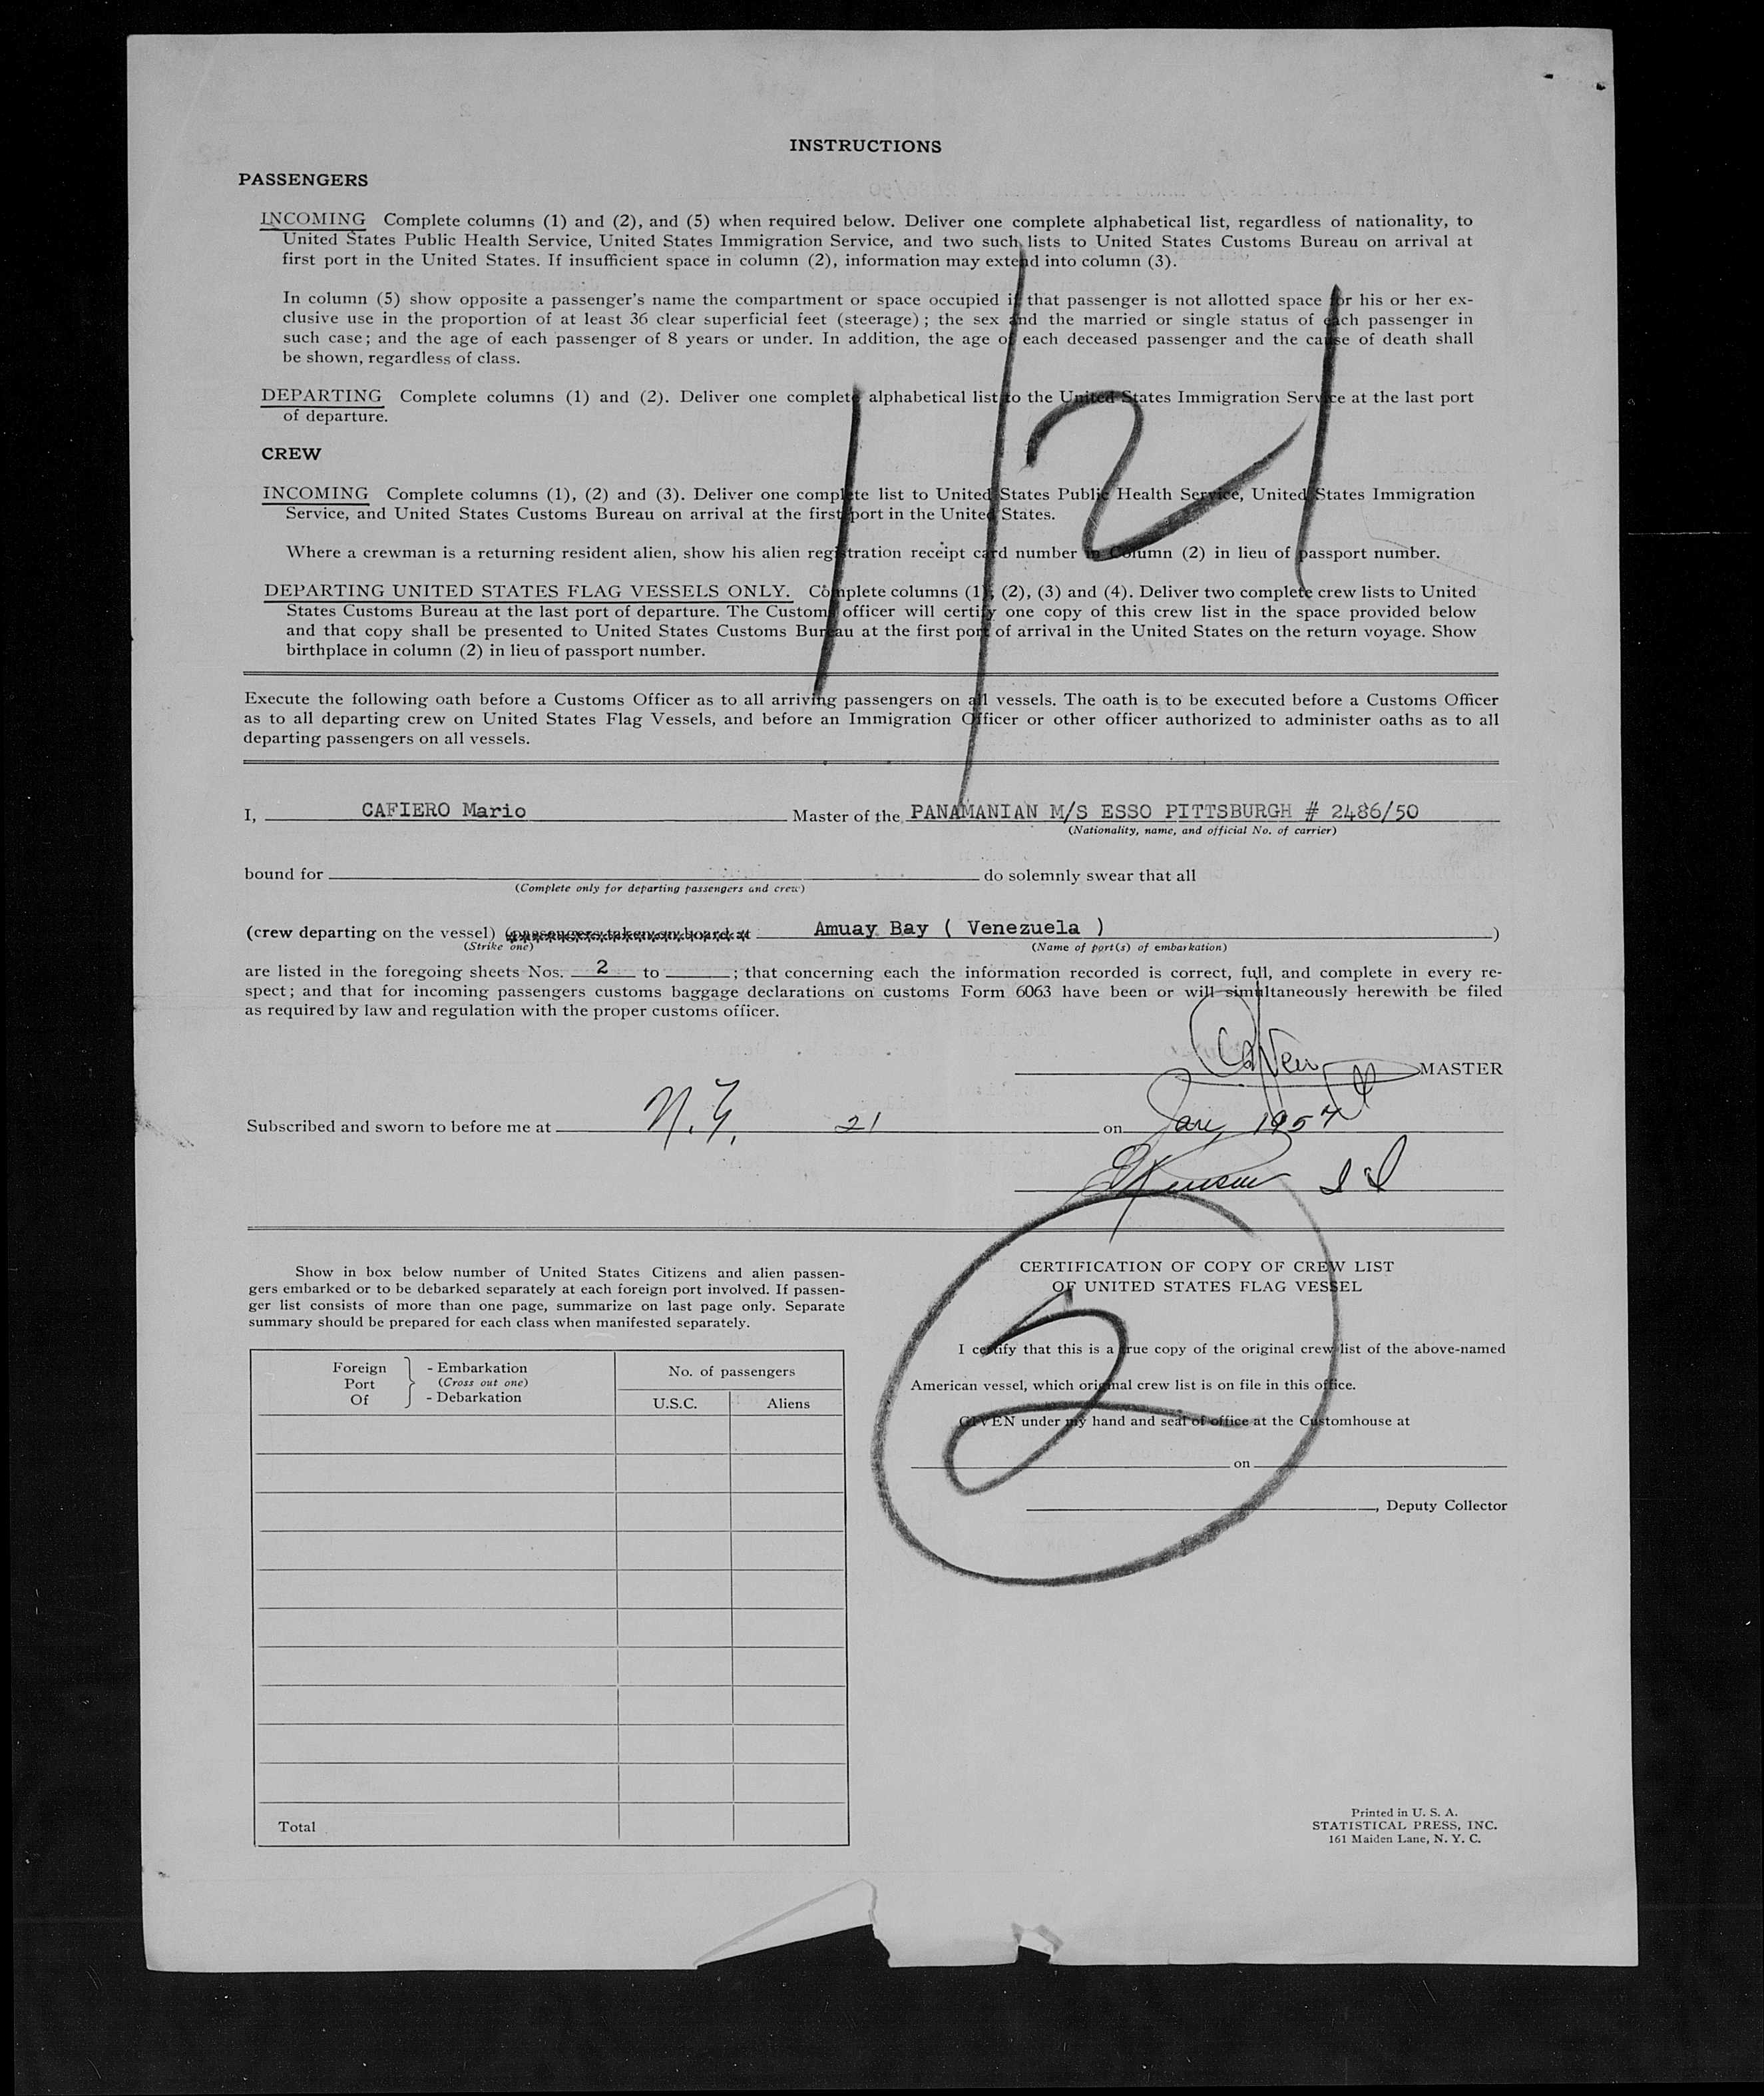 INSTRUCTIONS
PASSENGERS
INCOMING Complete columns (1) and (2), and (5) when required below. Deliver one complete alphabetical list, regardless of nationality, to
United States Public Health Service, United States Immigration Service, and two such lists to United States Customs Bureau on arrival at
first port in the United States. If insufficient space in column (2), information may extend into column (3).
In column (5) show opposite a passenger's name the compartment or space occupied if that passenger is not allotted space for his or her ex-
clusive use in the proportion of at least 36 clear superficial feet (steerage); the sex and the married or single status of each passenger in
such case; and the age of each passenger of 8 years or under. In addition, the age of each deceased passenger and the cause of death shall
be shown, regardless of class.
DEPARTING Complete columns (1) and (2). Deliver one complete alphabetical list to the United States Immigration Service at the last port
of departure.
1/21
CREW
INCOMING Complete columns (1), (2) and (3). Deliver one complete list to United States Public Health Service, United States Immigration
Service, and United States Customs Bureau on arrival at the first port in the United States.
Where a crewman is a returning resident alien, show his alien registration receipt card number in Column (2) in lieu of passport number.
DEPARTING UNITED STATES FLAG VESSELS ONLY. Complete columns (1), (2), (3) and (4). Deliver two complete crew lists to United
States Customs Bureau at the last port of departure. The Customs officer will certify one copy of this crew list in the space provided below
and that copy shall be presented to United States Customs Bureau at the first port of arrival in the United States on the return voyage. Show
birthplace in column (2) in lieu of passport number.
Execute the following oath before a Customs Officer as to all arriving passengers on all vessels. The oath is to be executed before a Customs Officer
as to all departing crew on United States Flag Vessels, and before an Immigration Officer or other officer authorized to administer oaths as to all
departing passengers on all vessels.
I, CAFIERO Mario Master of the PANAMANIAN M/S ESSO PITTSBURGH # 2486/50
(Nationality, name, and official No. of carrier)
bound for do solemnly swear that all
(Complete only for departing passengers and crew)
(crew departing on the vessel) (passengers taken on board at Amuay Bay ( Venezuela ) )
(Strike one) (Name of port(s) of embarkation)
are listed in the foregoing sheets Nos. 2 to ; that concerning each the information recorded is correct, full, and complete in every re-
spect; and that for incoming passengers customs baggage declarations on customs Form 6063 have been or will simultaneously herewith be filed
as required by law and regulation with the proper customs officer.
MASTER
Subscribed and sworn to before me at N.Y. 21 on Jan 1957
Show in box below number of United States Citizens and alien passen-
gers embarked or to be debarked separately at each foreign port involved. If passen-
ger list consists of more than one page, summarize on last page only. Separate
summary should be prepared for each class when manifested separately.
Foreign Port Of } - Embarkation (Cross out one) - Debarkation
No. of passengers
U.S.C. Aliens
Total
CERTIFICATION OF COPY OF CREW LIST
OF UNITED STATES FLAG VESSEL
2
I certify that this is a true copy of the original crew list of the above-named
American vessel, which original crew list is on file in this office.
GIVEN under my hand and seal of office at the Customhouse at
on
, Deputy Collector
Printed in U. S. A.
STATISTICAL PRESS, INC.
161 Maiden Lane, N. Y. C.